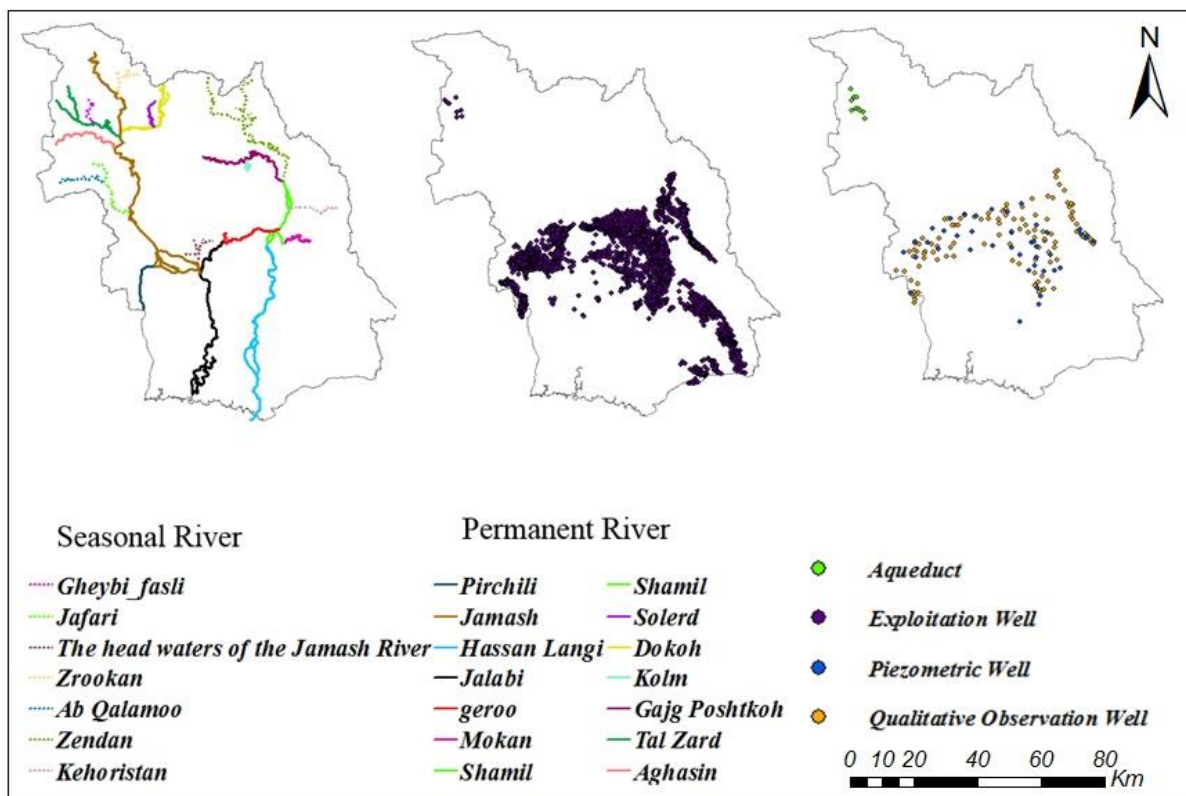 N
Seasonal River
Gheybi_fasli
Jafari
The head waters of the Jamash River
Zrookan
Ab Qalamoo
Zendan
Kehoristan
Permanent River
Pirchili
Jamash
Hassan Langi
Jalabi
geroo
Mokan
Shamil
Shamil
Solerd
Dokoh
Kolm
Gajg Poshtkoh
Tal Zard
Aghasin
Aqueduct
Exploitation Well
Piezometric Well
Qualitative Observation Well
0 10 20 40 60 80
Km